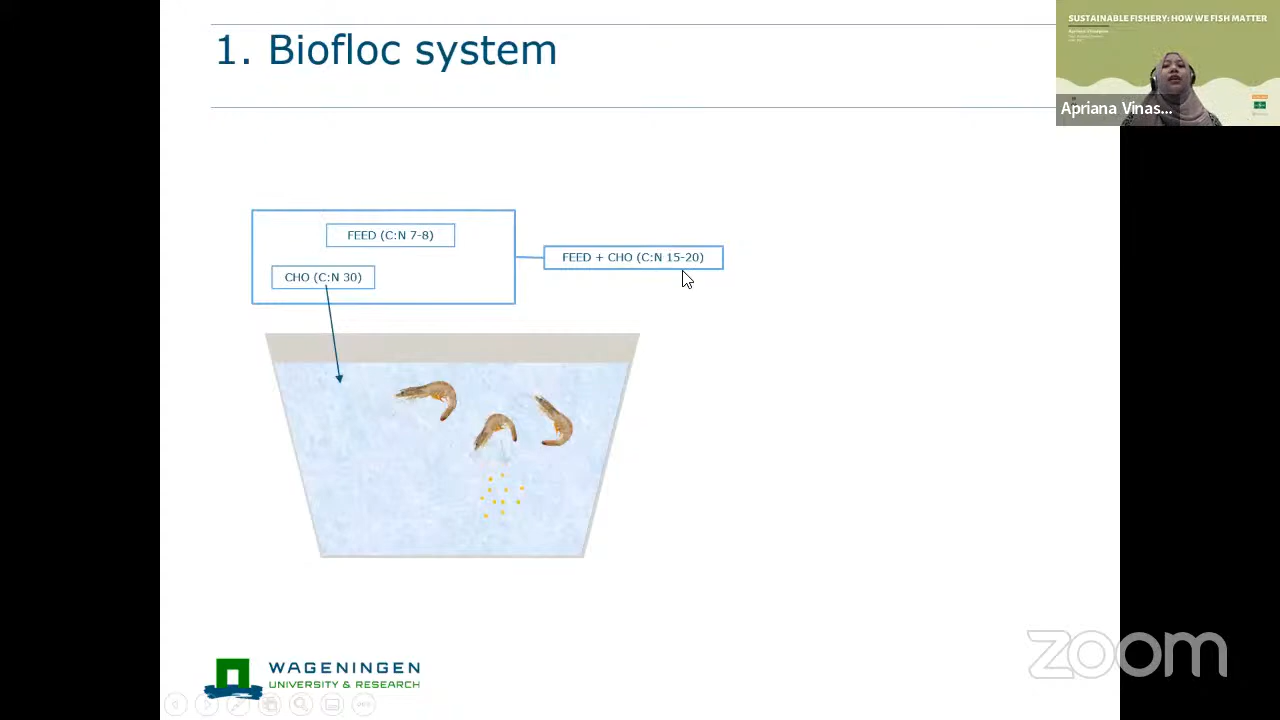 1. Biofloc system
SUSTAINABLE FISHERY: HOW WE FISH MATTER
Apriana Vinas...
FEED (C:N 7-8)
FEED + CHO (C:N 15-20)
CHO (C:N 30)
WAGENINGEN
UNIVERSITY & RESEARCH
zoom